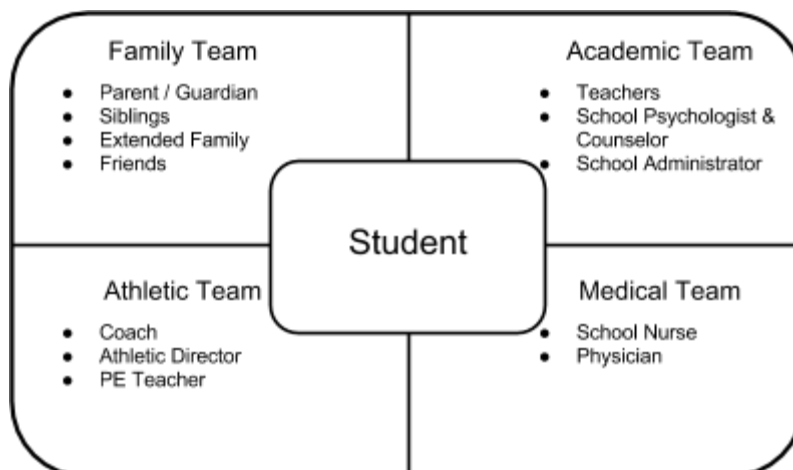 Family Team
● Parent / Guardian
● Siblings
● Extended Family
● Friends
Academic Team
● Teachers
● School Psychologist &
Counselor
● School Administrator
Student
Athletic Team
● Coach
● Athletic Director
● PE Teacher
Medical Team
● School Nurse
● Physician